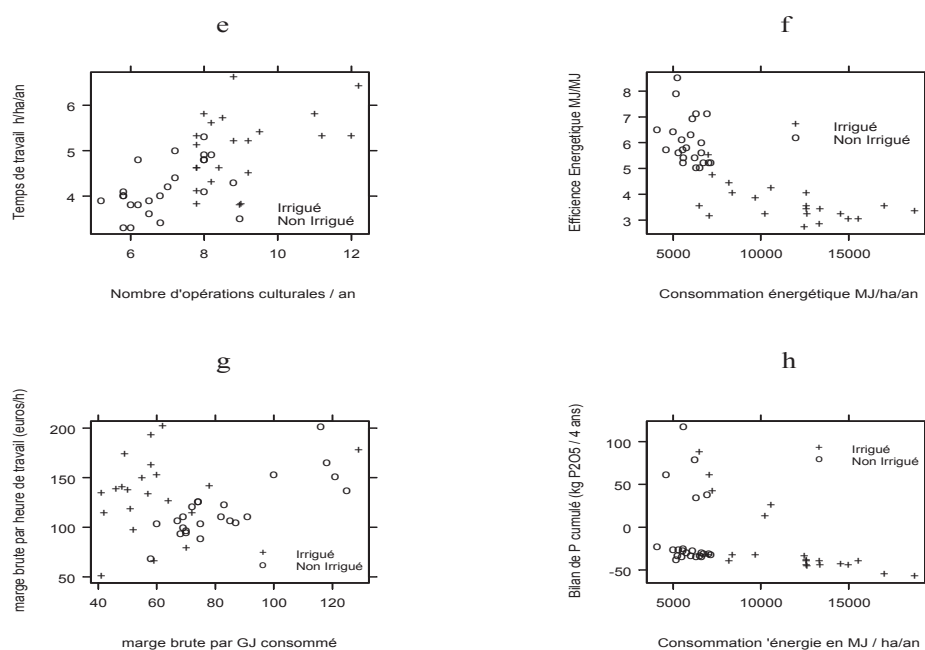 e
Temps de travail h/ha/an
6
5
4
Irrigué
Non Irrigué
6 8 10 12
Nombre d'opérations culturales / an
f
Efficience Energetique MJ/MJ
8
7
6
5
4
3
Irrigué
Non Irrigué
5000 10000 15000
Consommation énergétique MJ/ha/an
g
marge brute par heure de travail (euros/h)
200
150
100
50
Irrigué
Non Irrigué
40 60 80 100 120
marge brute par GJ consommé
h
Bilan de P cumulé (kg P2O5 / 4 ans)
100
50
0
-50
Irrigué
Non Irrigué
5000 10000 15000
Consommation 'énergie en MJ / ha/an